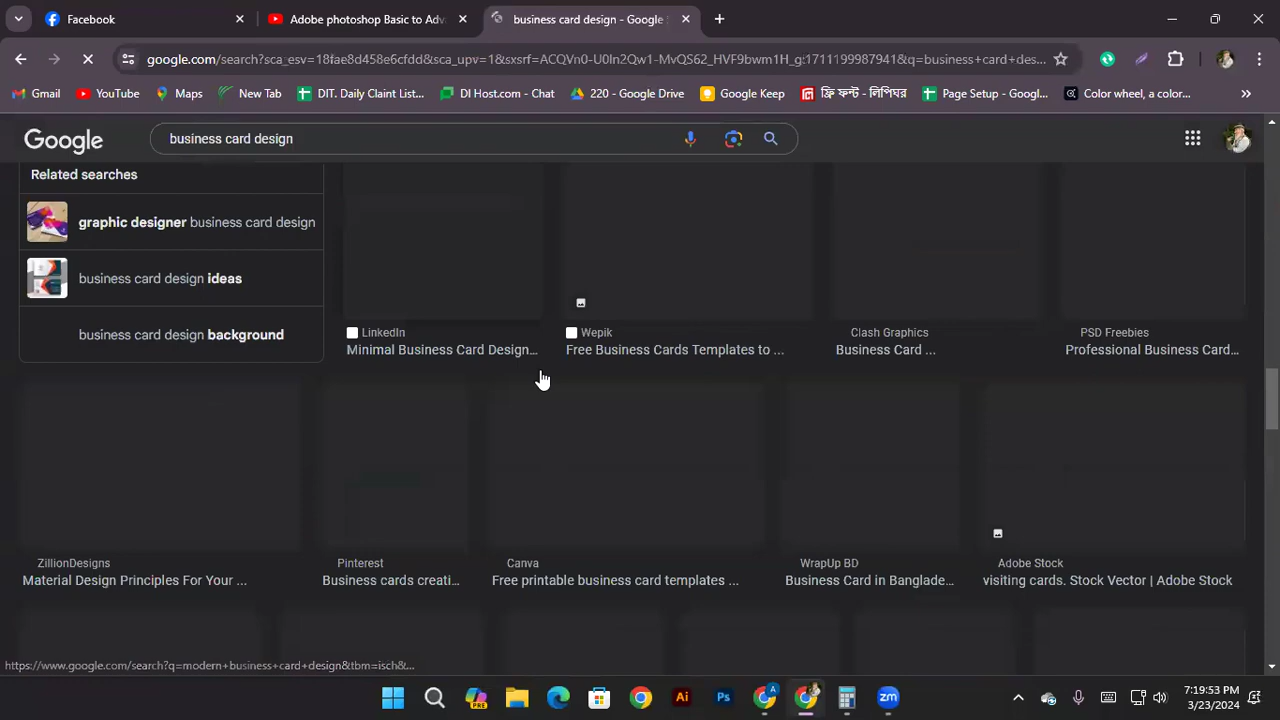 Facebook
Adobe photoshop Basic to Adv
business card design - Google
google.com/search?sca_esv=18fae8d458e6cfdd&sca_upv=1&sxsrf=ACQVn0-U0ln2Qw1-MvQS62_HVF9bwm1H_g:1711199987941&q=business+card+des...
Gmail
YouTube
Maps
New Tab
DIT. Daily Claint List...
DI Host.com - Chat
220 - Google Drive
Google Keep
ফ্রি ফন্ট - লিপিঘর
Page Setup - Googl...
Color wheel, a color...
Google
business card design
Related searches
graphic designer business card design
business card design ideas
business card design background
LinkedIn
Minimal Business Card Design...
Wepik
Free Business Cards Templates to ...
Clash Graphics
Business Card ...
PSD Freebies
Professional Business Card...
ZillionDesigns
Material Design Principles For Your ...
Pinterest
Business cards creati...
Canva
Free printable business card templates ...
WrapUp BD
Business Card in Banglade...
Adobe Stock
visiting cards. Stock Vector | Adobe Stock
https://www.google.com/search?q=modern+business+card+design&tbm=isch&...
PRE
Ai
Ps
A
zm
7:19:53 PM
3/23/2024